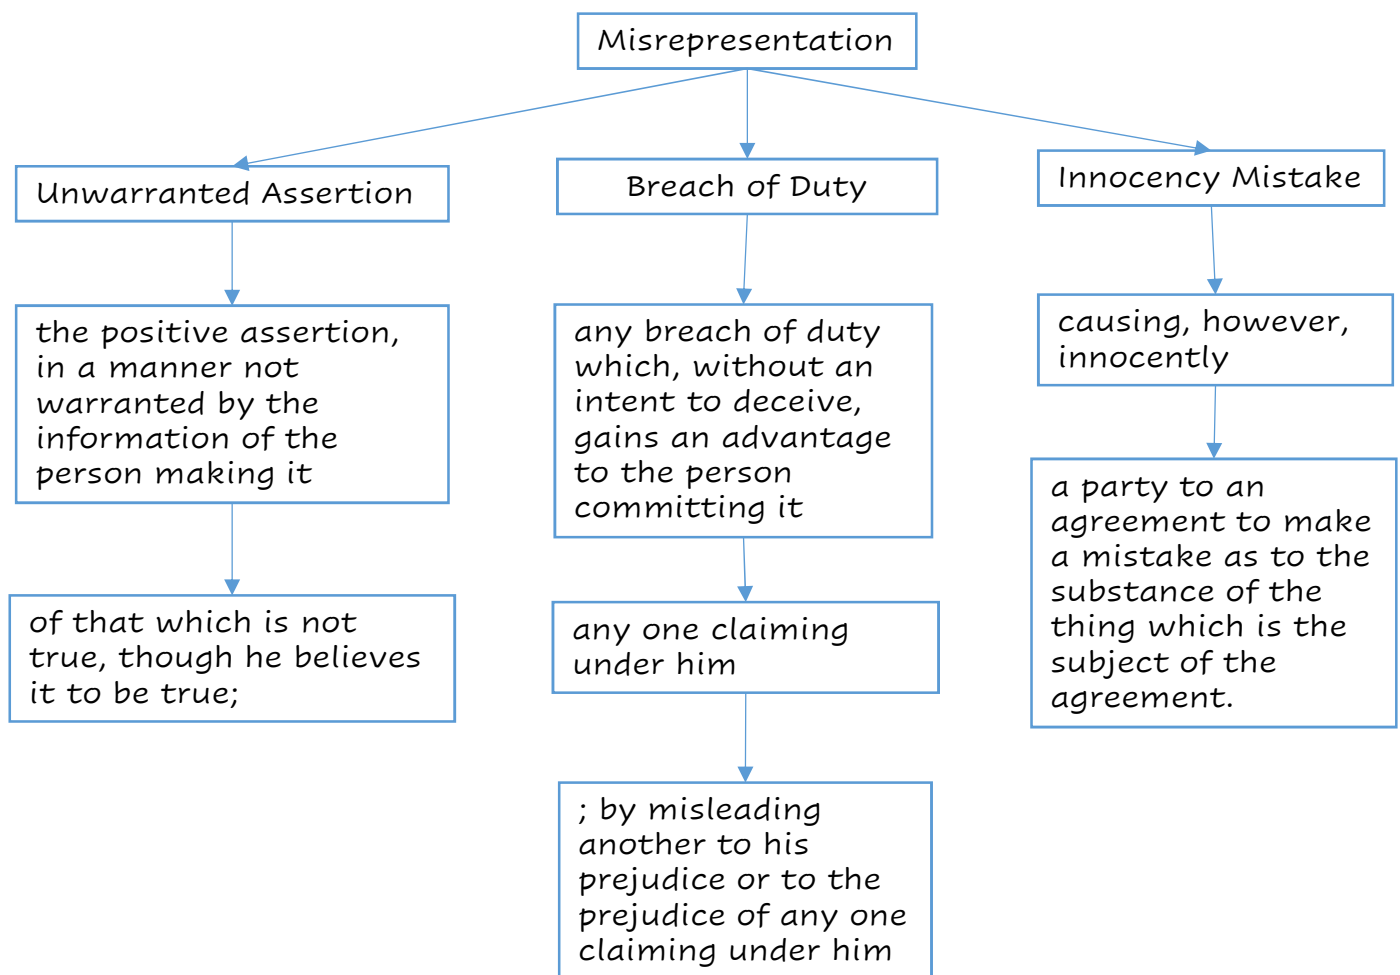 Misrepresentation
Unwarranted Assertion
the positive assertion,
in a manner not
warranted by the
information of the
person making it
of that which is not
true, though he believes
it to be true;
Breach of Duty
any breach of duty
which, without an
intent to deceive,
gains an advantage
to the person
committing it
any one claiming
under him
; by misleading
another to his
prejudice or to the
prejudice of any one
claiming under him
Innocency Mistake
causing, however,
innocently
a party to an
agreement to make
a mistake as to the
substance of the
thing which is the
subject of the
agreement.